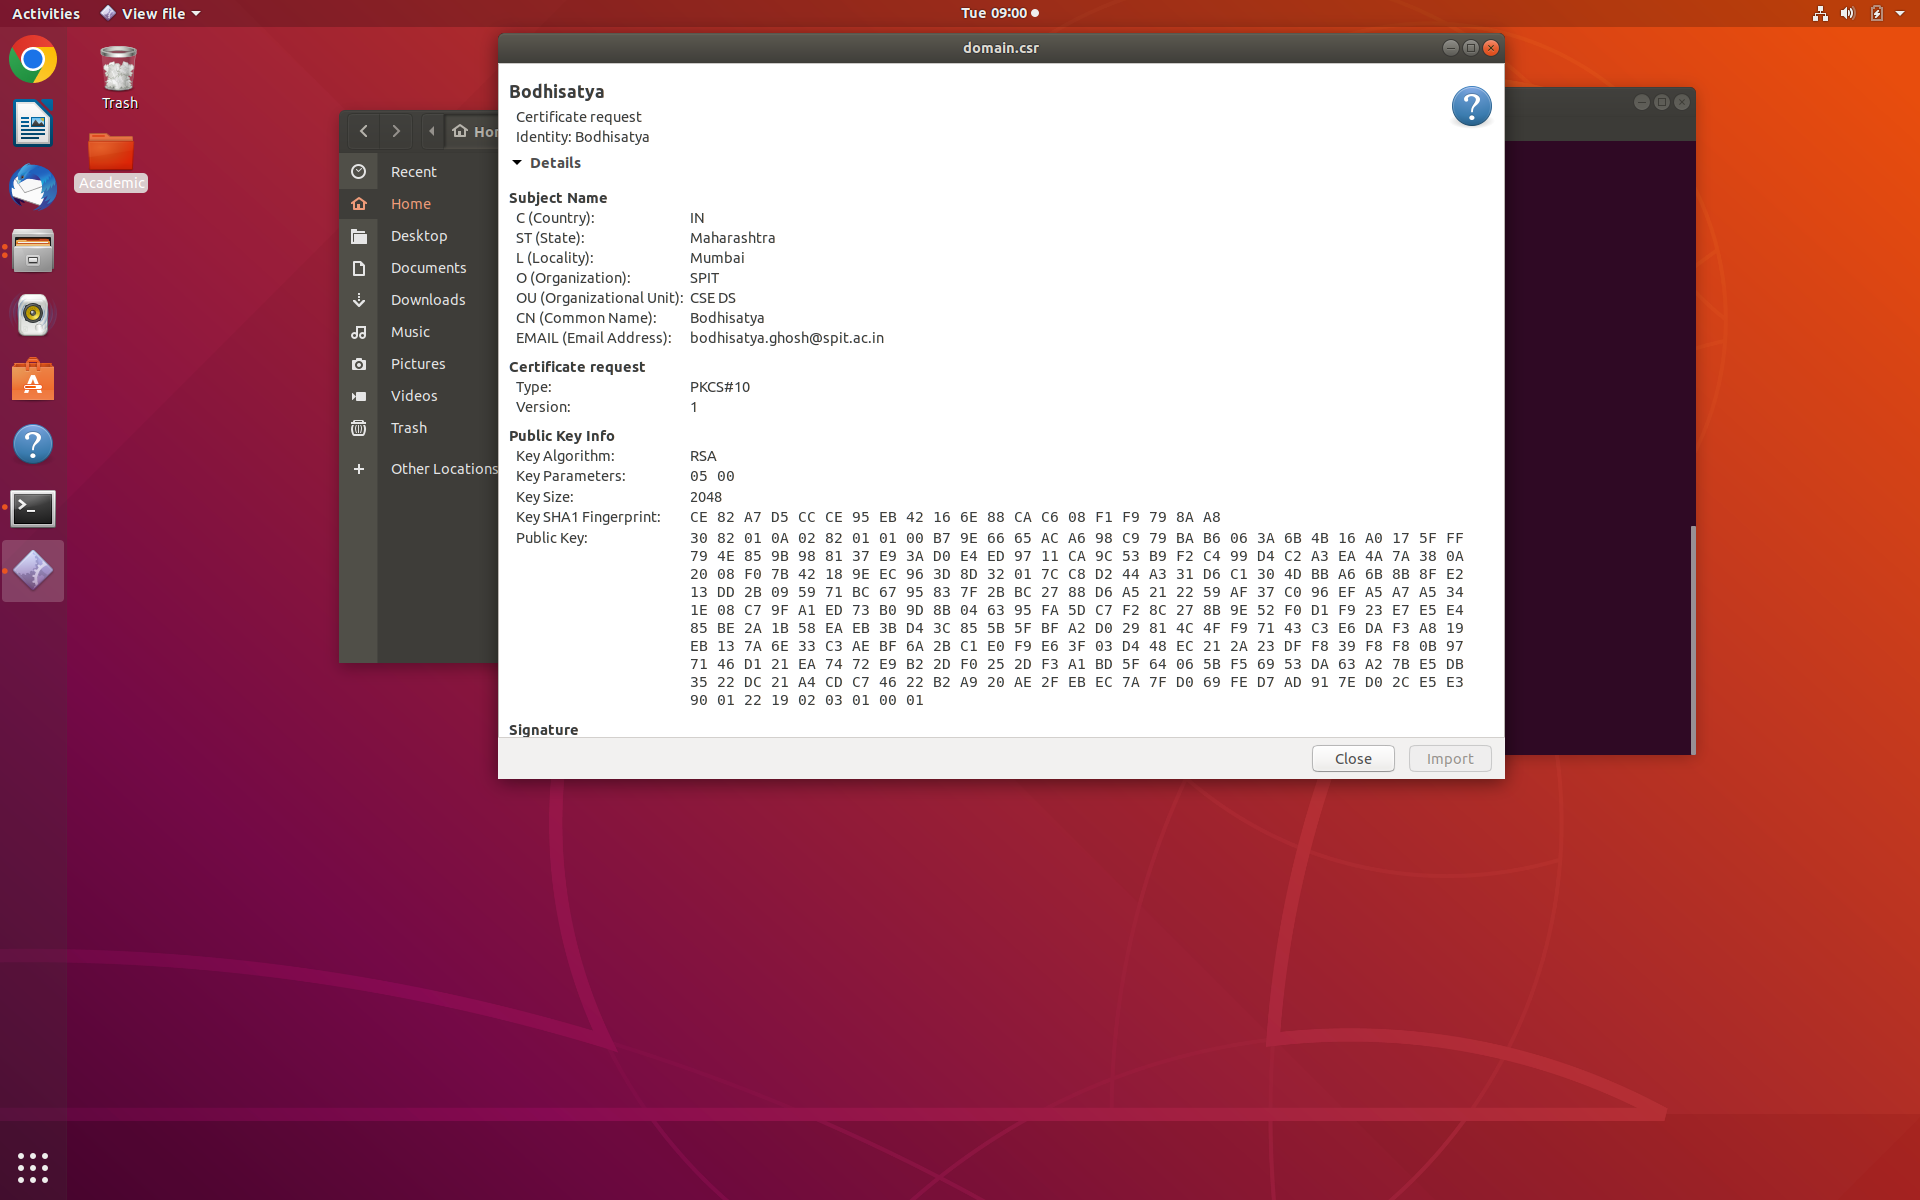 Activities
View file
Tue 09:00
Trash
Academic
Recent
Home
Desktop
Documents
Downloads
Music
Pictures
Videos
Trash
Other Locations
domain.csr
Bodhisatya
Certificate request
Identity: Bodhisatya
Details
Subject Name
C (Country): IN
ST (State): Maharashtra
L (Locality): Mumbai
O (Organization): SPIT
OU (Organizational Unit): CSE DS
CN (Common Name): Bodhisatya
EMAIL (Email Address): bodhisatya.ghosh@spit.ac.in
Certificate request
Type: PKCS#10
Version: 1
Public Key Info
Key Algorithm: RSA
Key Parameters: 05 00
Key Size: 2048
Key SHA1 Fingerprint: CE 82 A7 D5 CC CE 95 EB 42 16 6E 88 CA C6 08 F1 F9 79 8A A8
Public Key: 30 82 01 0A 02 82 01 01 00 B7 9E 66 65 AC A6 98 C9 79 BA B6 06 3A 6B 4B 16 A0 17 5F FF
79 4E 85 9B 98 81 37 E9 3A D0 E4 ED 97 11 CA 9C 53 B9 F2 C4 99 D4 C2 A3 EA 4A 7A 38 0A
20 08 F0 7B 42 18 9E EC 96 3D 8D 32 01 7C C8 D2 44 A3 31 D6 C1 30 4D BB A6 6B 8B 8F E2
13 DD 2B 09 59 71 BC 67 95 83 7F 2B BC 27 88 D6 A5 21 22 59 AF 37 C0 96 EF A5 A7 A5 34
1E 08 C7 9F A1 ED 73 B0 9D 8B 04 63 95 FA 5D C7 F2 8C 27 8B 9E 52 F0 D1 F9 23 E7 E5 E4
85 BE 2A 1B 58 EA EB 3B D4 3C 85 5B 5F BF A2 D0 29 81 4C 4F F9 71 43 C3 E6 DA F3 A8 19
EB 13 7A 6E 33 C3 AE BF 6A 2B C1 E0 F9 E6 3F 03 D4 48 EC 21 2A 23 DF F8 39 F8 F8 0B 97
71 46 D1 21 EA 74 72 E9 B2 2D F0 25 2D F3 A1 BD 5F 64 06 5B F5 69 53 DA 63 A2 7B E5 DB
35 22 DC 21 A4 CD C7 46 22 B2 A9 20 AE 2F EB EC 7A 7F D0 69 FE D7 AD 91 7E D0 2C E5 E3
90 01 22 19 02 03 01 00 01
Signature
Close
Import